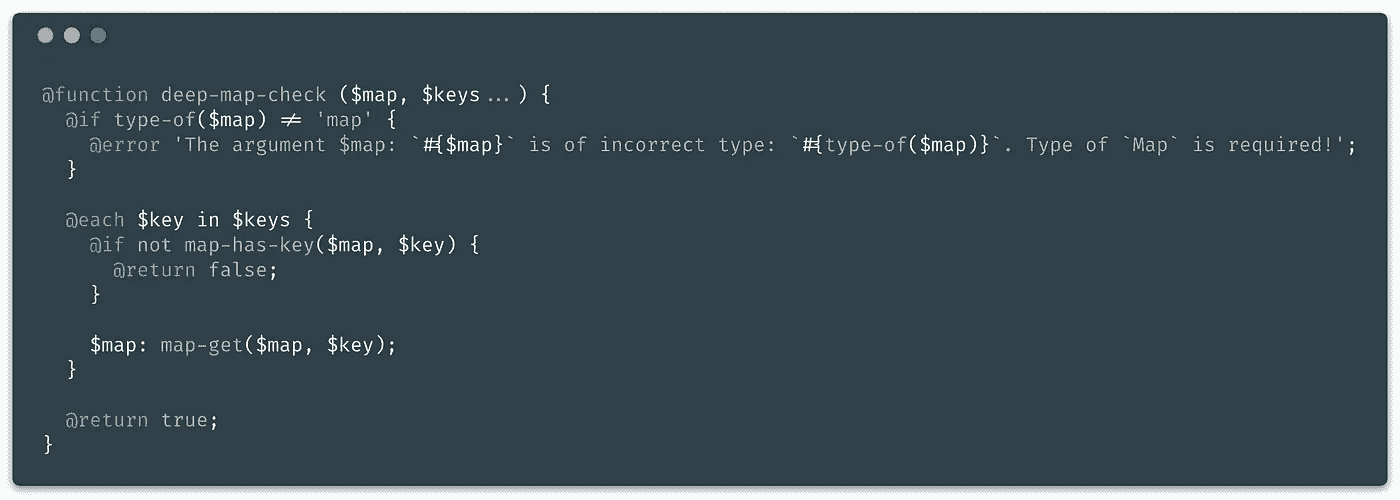 @function deep-map-check ($map, $keys...) {
  @if type-of($map) != 'map' {
    @error 'The argument $map: `#{$map}` is of incorrect type: `#{type-of($map)}`. Type of `Map` is required!';
  }

  @each $key in $keys {
    @if not map-has-key($map, $key) {
      @return false;
    }

    $map: map-get($map, $key);
  }

  @return true;
}